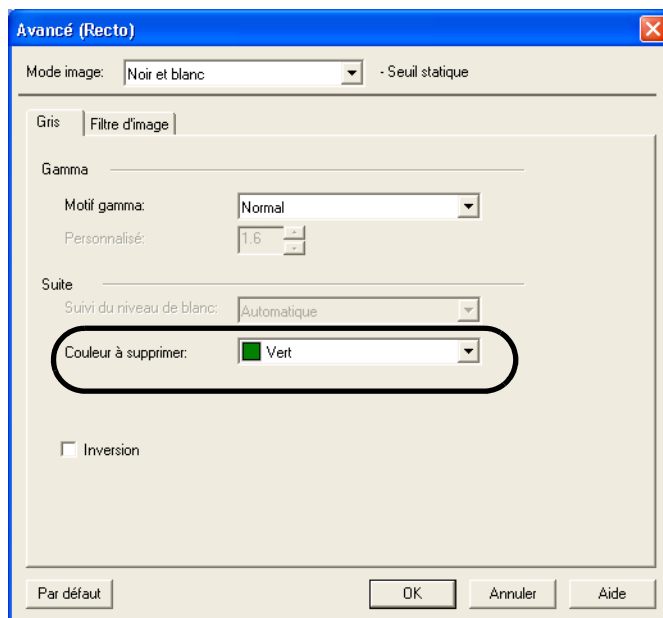 Avancé (Recto)
Mode image: Noir et blanc - Seuil statique
Gris Filtre d'image
Gamma
Motif gamma: Normal
Personnalisé: 1.6
Suite
Suivi du niveau de blanc: Automatique
Couleur à supprimer: Vert
Inversion
Par défaut OK Annuler Aide